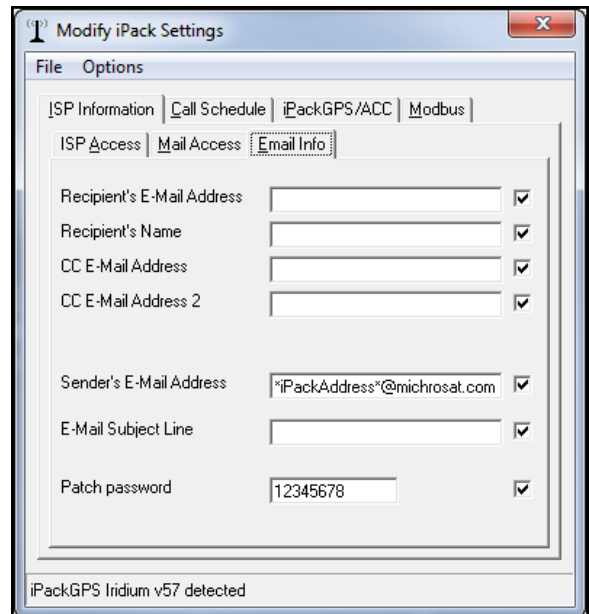 Modify iPack Settings
File Options
ISP Information Call Schedule iPackGPS/ACC Modbus
ISP Access Mail Access Email Info
Recipient's E-Mail Address
Recipient's Name
CC E-Mail Address
CC E-Mail Address 2
Sender's E-Mail Address *iPackAddress*@michrosat.com
E-Mail Subject Line
Patch password 12345678
iPackGPS Iridium v57 detected